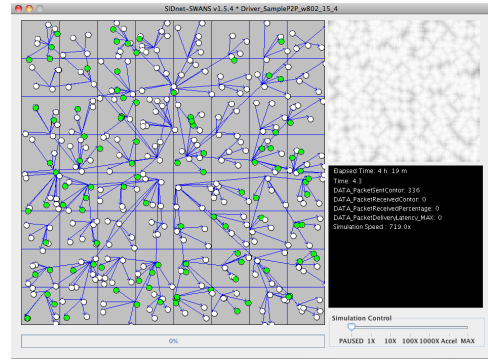 SIDnet-SWANS v1.5.4 * Driver_SampleP2P_w802_15_4
Elapsed Time: 4 h. 19 m
Time: 4.3
DATA_PacketSentContor: 336
DATA_PacketReceivedContor: 0
DATA_PacketReceivedPercentage: 0
DATA_PacketDeliveryLatency_MAX: 0
Simulation Speed : 719.0x
Simulation Control
PAUSED 1X 10X 100X 1000X Accel MAX
0%